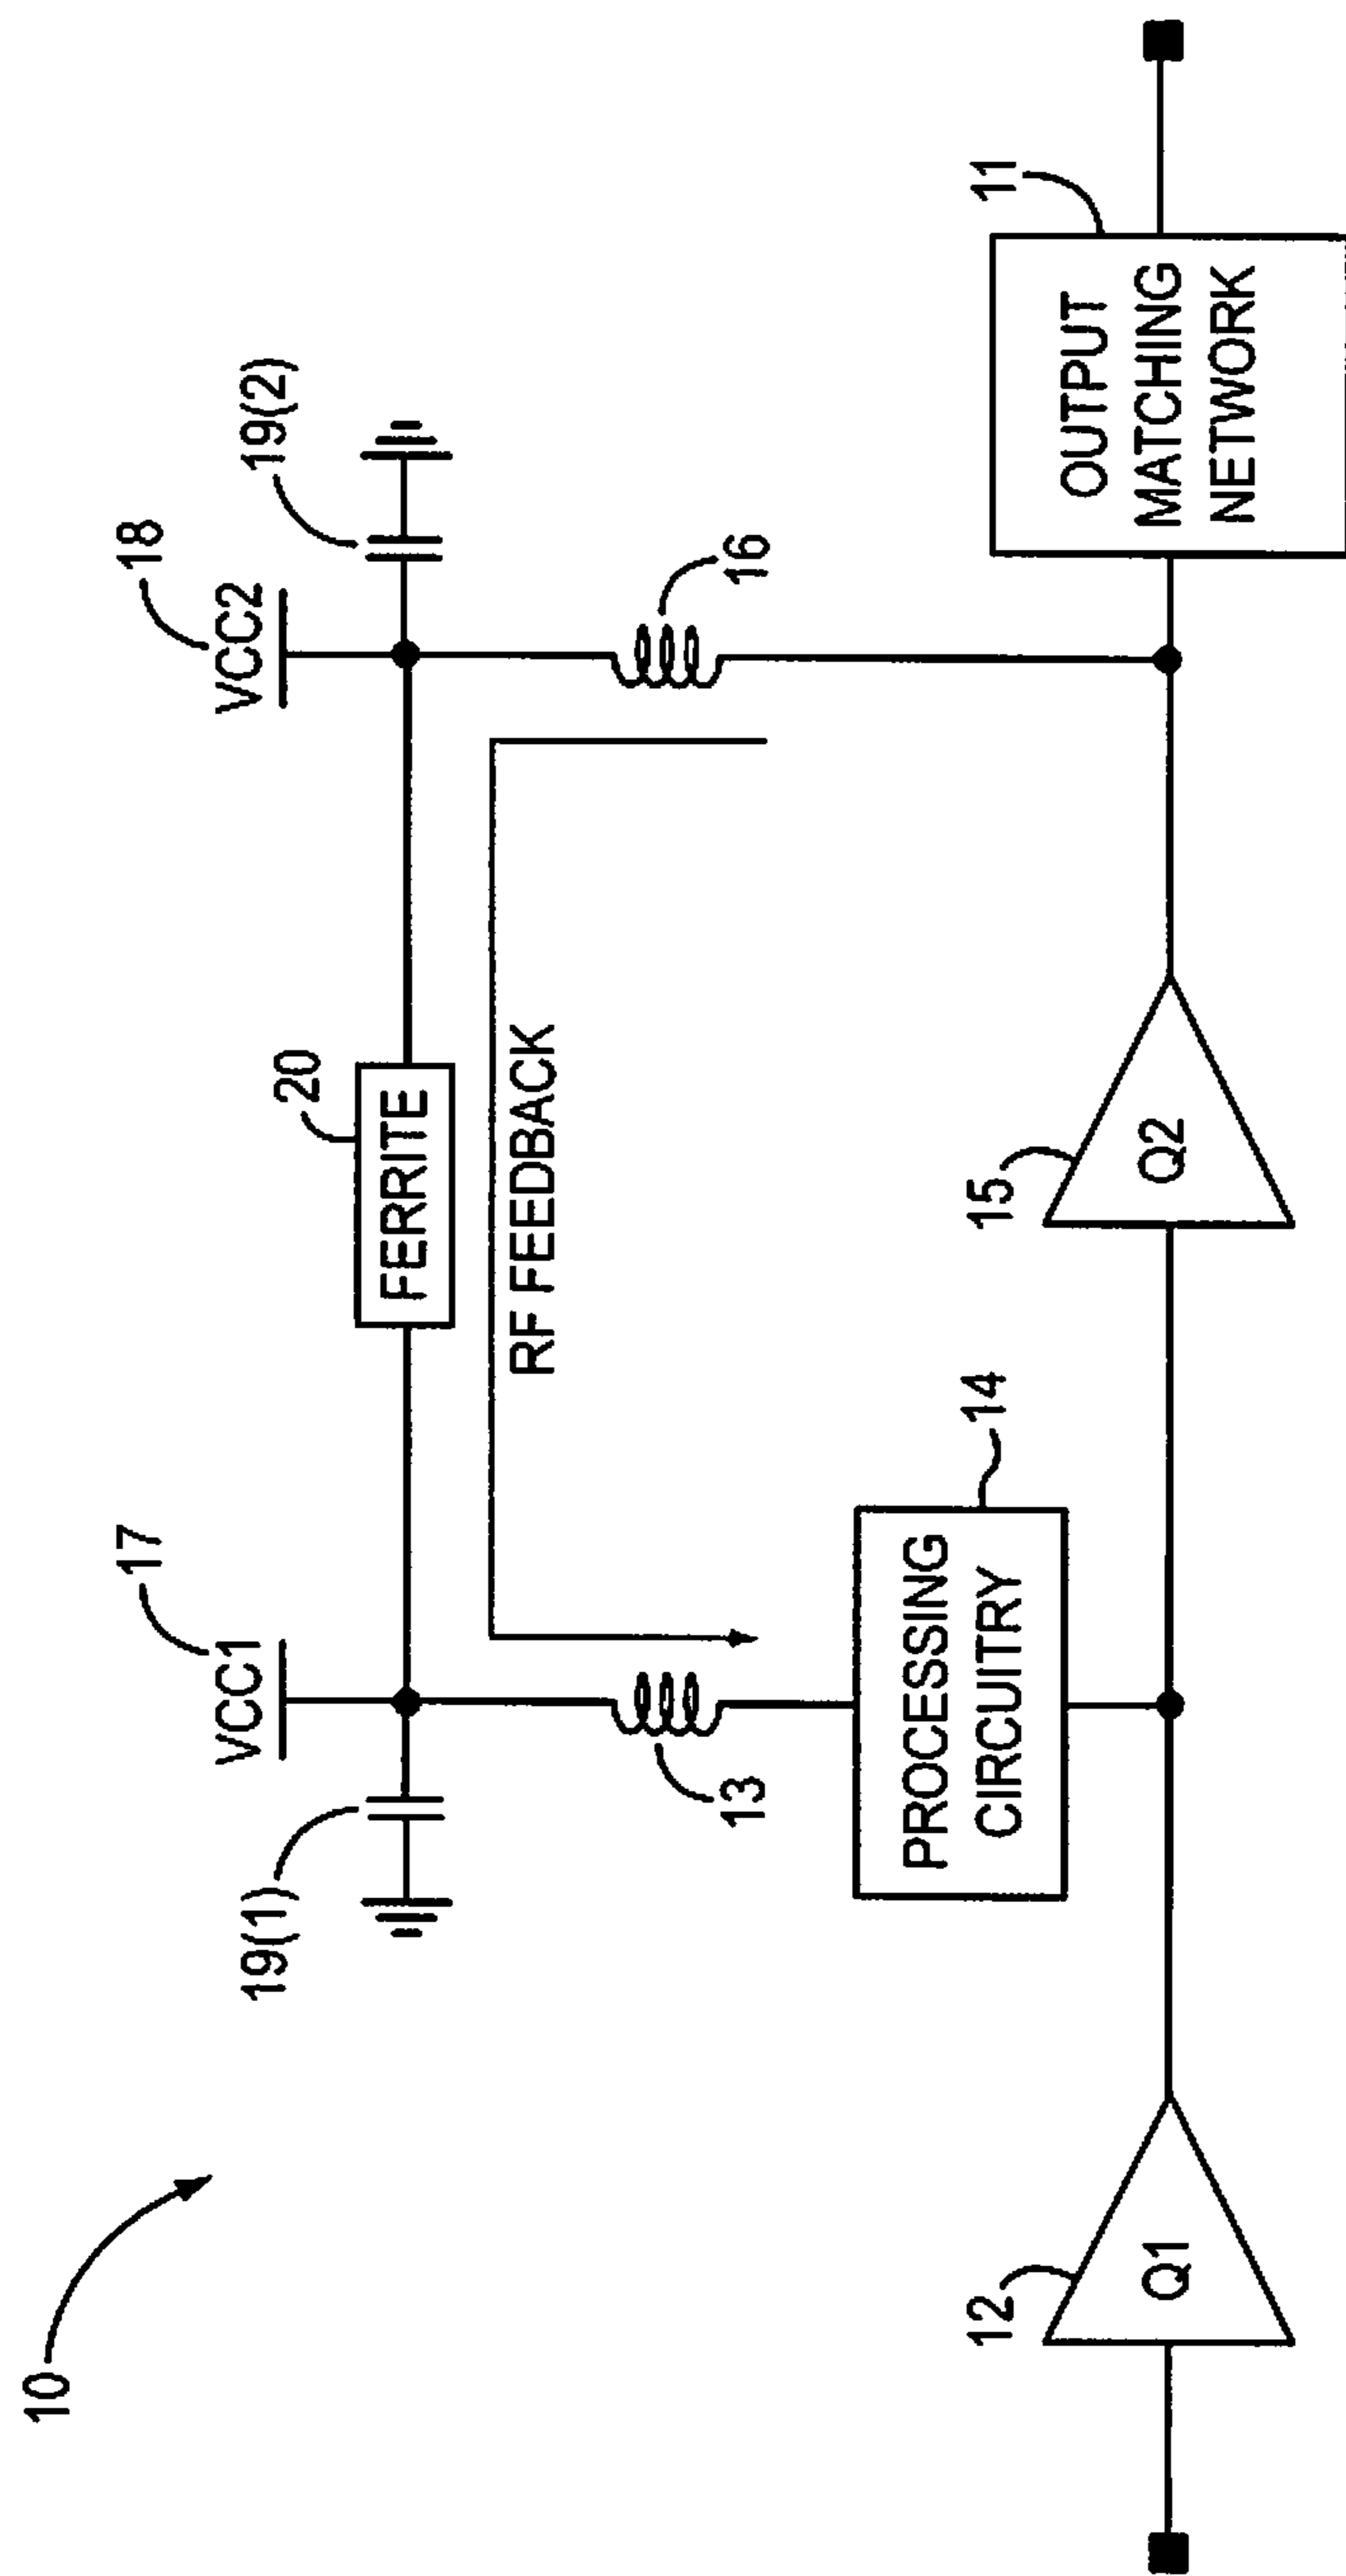 10
17
VCC1
18
VCC2
19(1)
19(2)
20
FERRITE
RF FEEDBACK
13
16
14
PROCESSING
CIRCUITRY
12
Q1
15
Q2
11
OUTPUT
MATCHING
NETWORK